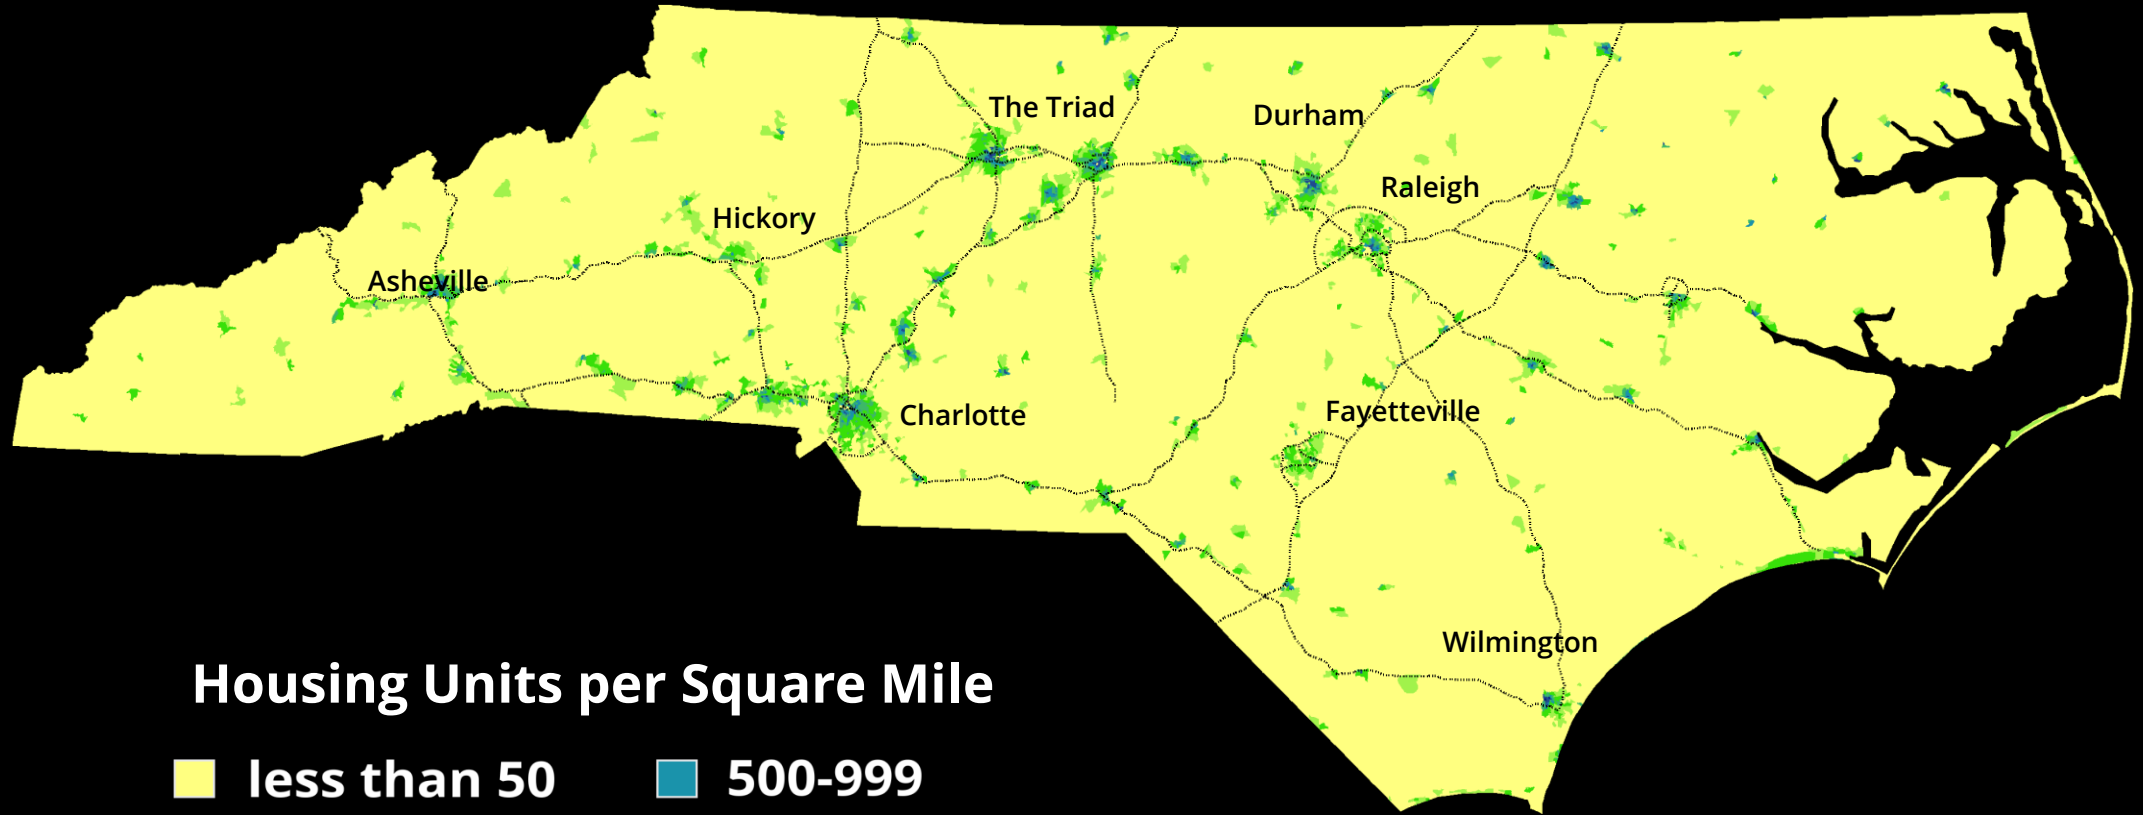 The Triad
Durham
Raleigh
Hickory
Asheville
Charlotte
Fayetteville
Wilmington
Housing Units per Square Mile
less than 50
500-999